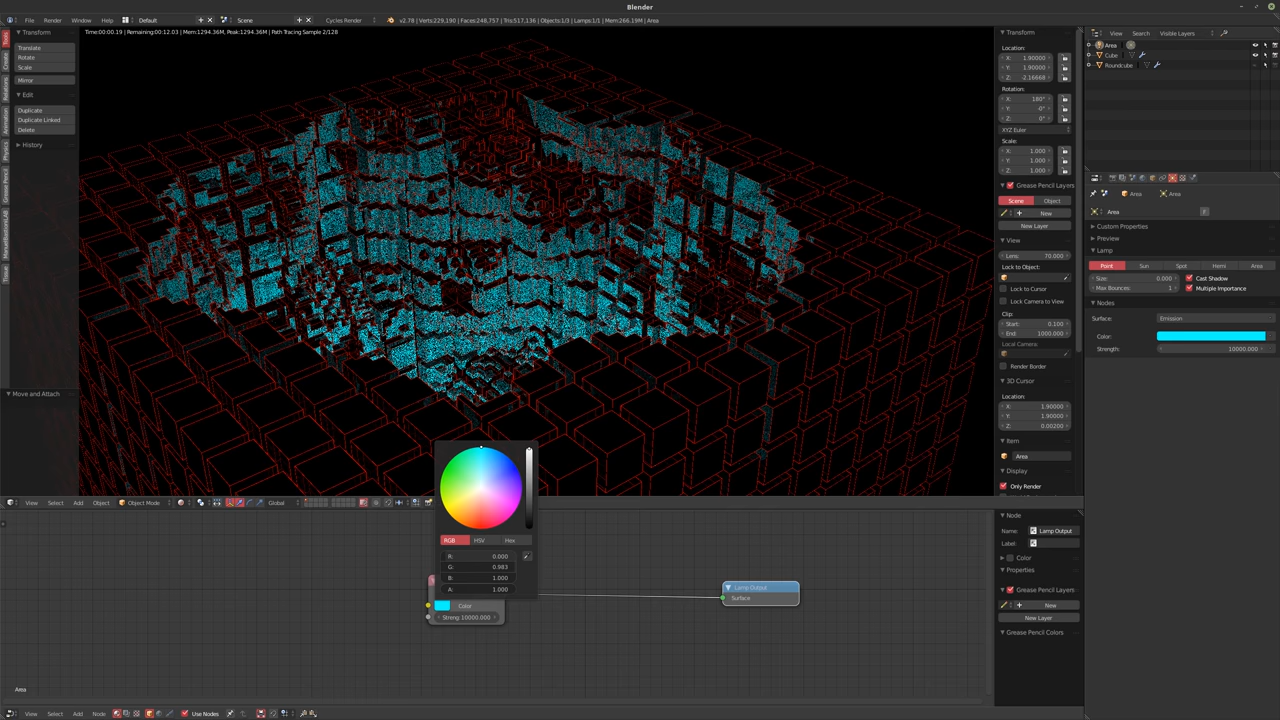 Blender
File Render Window Help Default Scene Cycles Render v2.78 | Verts:229,190 | Faces:248,757 | Tris:517,136 | Objects:1/3 | Lamps:1/1 | Mem:266.19M | Area
Time:00:00.19 | Remaining:00:12.03 | Mem:1294.36M, Peak:1294.36M | Path Tracing Sample 2/128
Tools
Create
Relations
Animation
Physics
Grease Pencil
Tissue
Transform
Translate
Rotate
Scale
Mirror
Edit
Duplicate
Duplicate Linked
Delete
History
Move and Attach
Transform
Location:
X: 1.90000
Y: 1.90000
Z: -2.16668
Rotation:
X: 180°
Y: -0°
Z: 0°
XYZ Euler
Scale:
X: 1.000
Y: 1.000
Z: 1.000
Grease Pencil Layers
Scene Object
New
New Layer
View
Lens: 70.000
Lock to Object:
Lock to Cursor
Lock Camera to View
Clip:
Start: 0.100
End: 1000.000
Local Camera:
Render Border
3D Cursor
Location:
X: 1.90000
Y: 1.90000
Z: 0.00200
Item
Area
Display
Only Render
View Search Visible Layers
Area
Cube
Roundcube
Area Area
Area F
Custom Properties
Preview
Lamp
Point Sun Spot Hemi Area
Size: 0.000 Cast Shadow
Max Bounces: 1 Multiple Importance
Nodes
Surface: Emission
Color:
Strength: 10000.000
View Select Add Object Object Mode Global
RGB HSV Hex
R: 0.000
G: 0.983
B: 1.000
A: 1.000
Color
Strong: 10000.000
Lamp Output
Surface
Area
Node
Name: Lamp Output
Label:
Color
Properties
Grease Pencil Layers
New
New Layer
Grease Pencil Colors
View Select Add Node Use Nodes